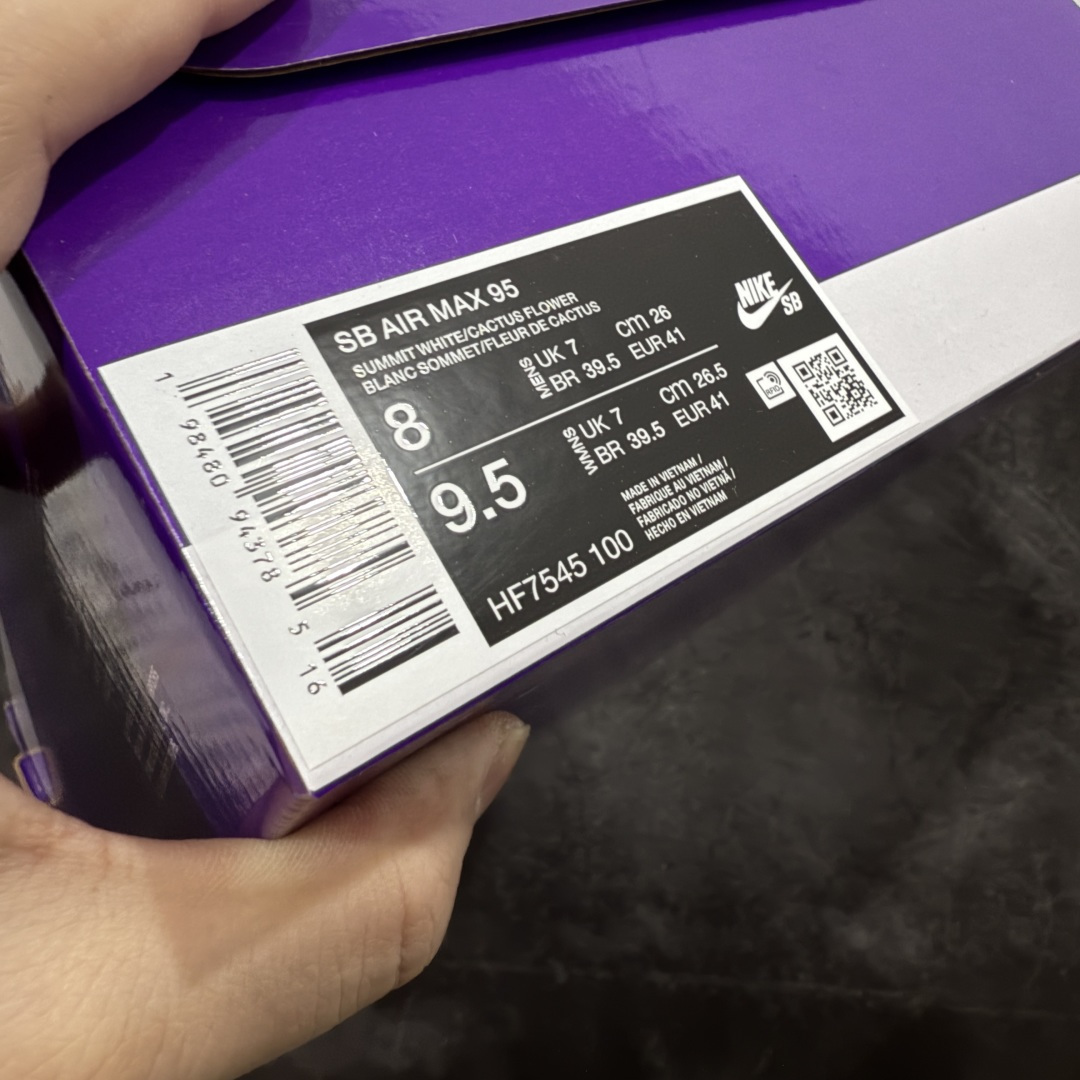 SB AIR MAX 95
SUMMIT WHITE/CACTUS FLOWER
BLANC SOMMET/FLEUR DE CACTUS
8
MENS
UK 7 cm 26
BR 39.5 EUR 41
9.5
WMNS
UK 7 cm 26.5
BR 39.5 EUR 41
HF7545 100
MADE IN VIETNAM /
FABRIQUE AU VIETNAM /
FABRICADO NO VIETNÃ /
HECHO EN VIETNAM
NIKE
SB
RFID
1 98480 94378 5 16